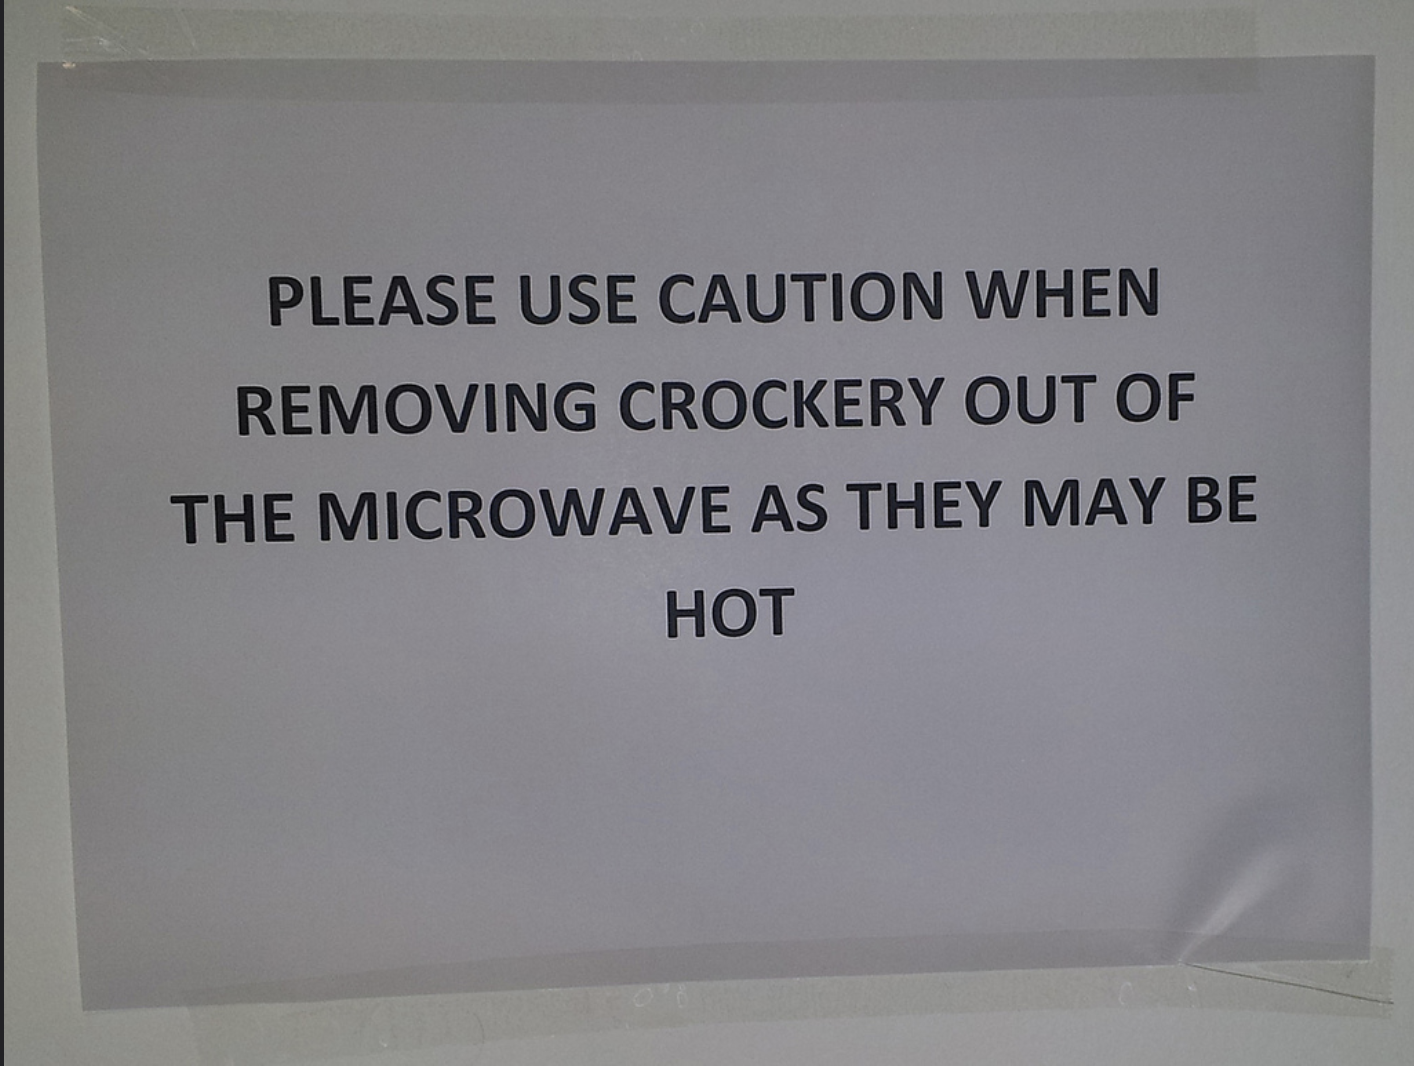 PLEASE USE CAUTION WHEN
REMOVING CROCKERY OUT OF
THE MICROWAVE AS THEY MAY BE
HOT